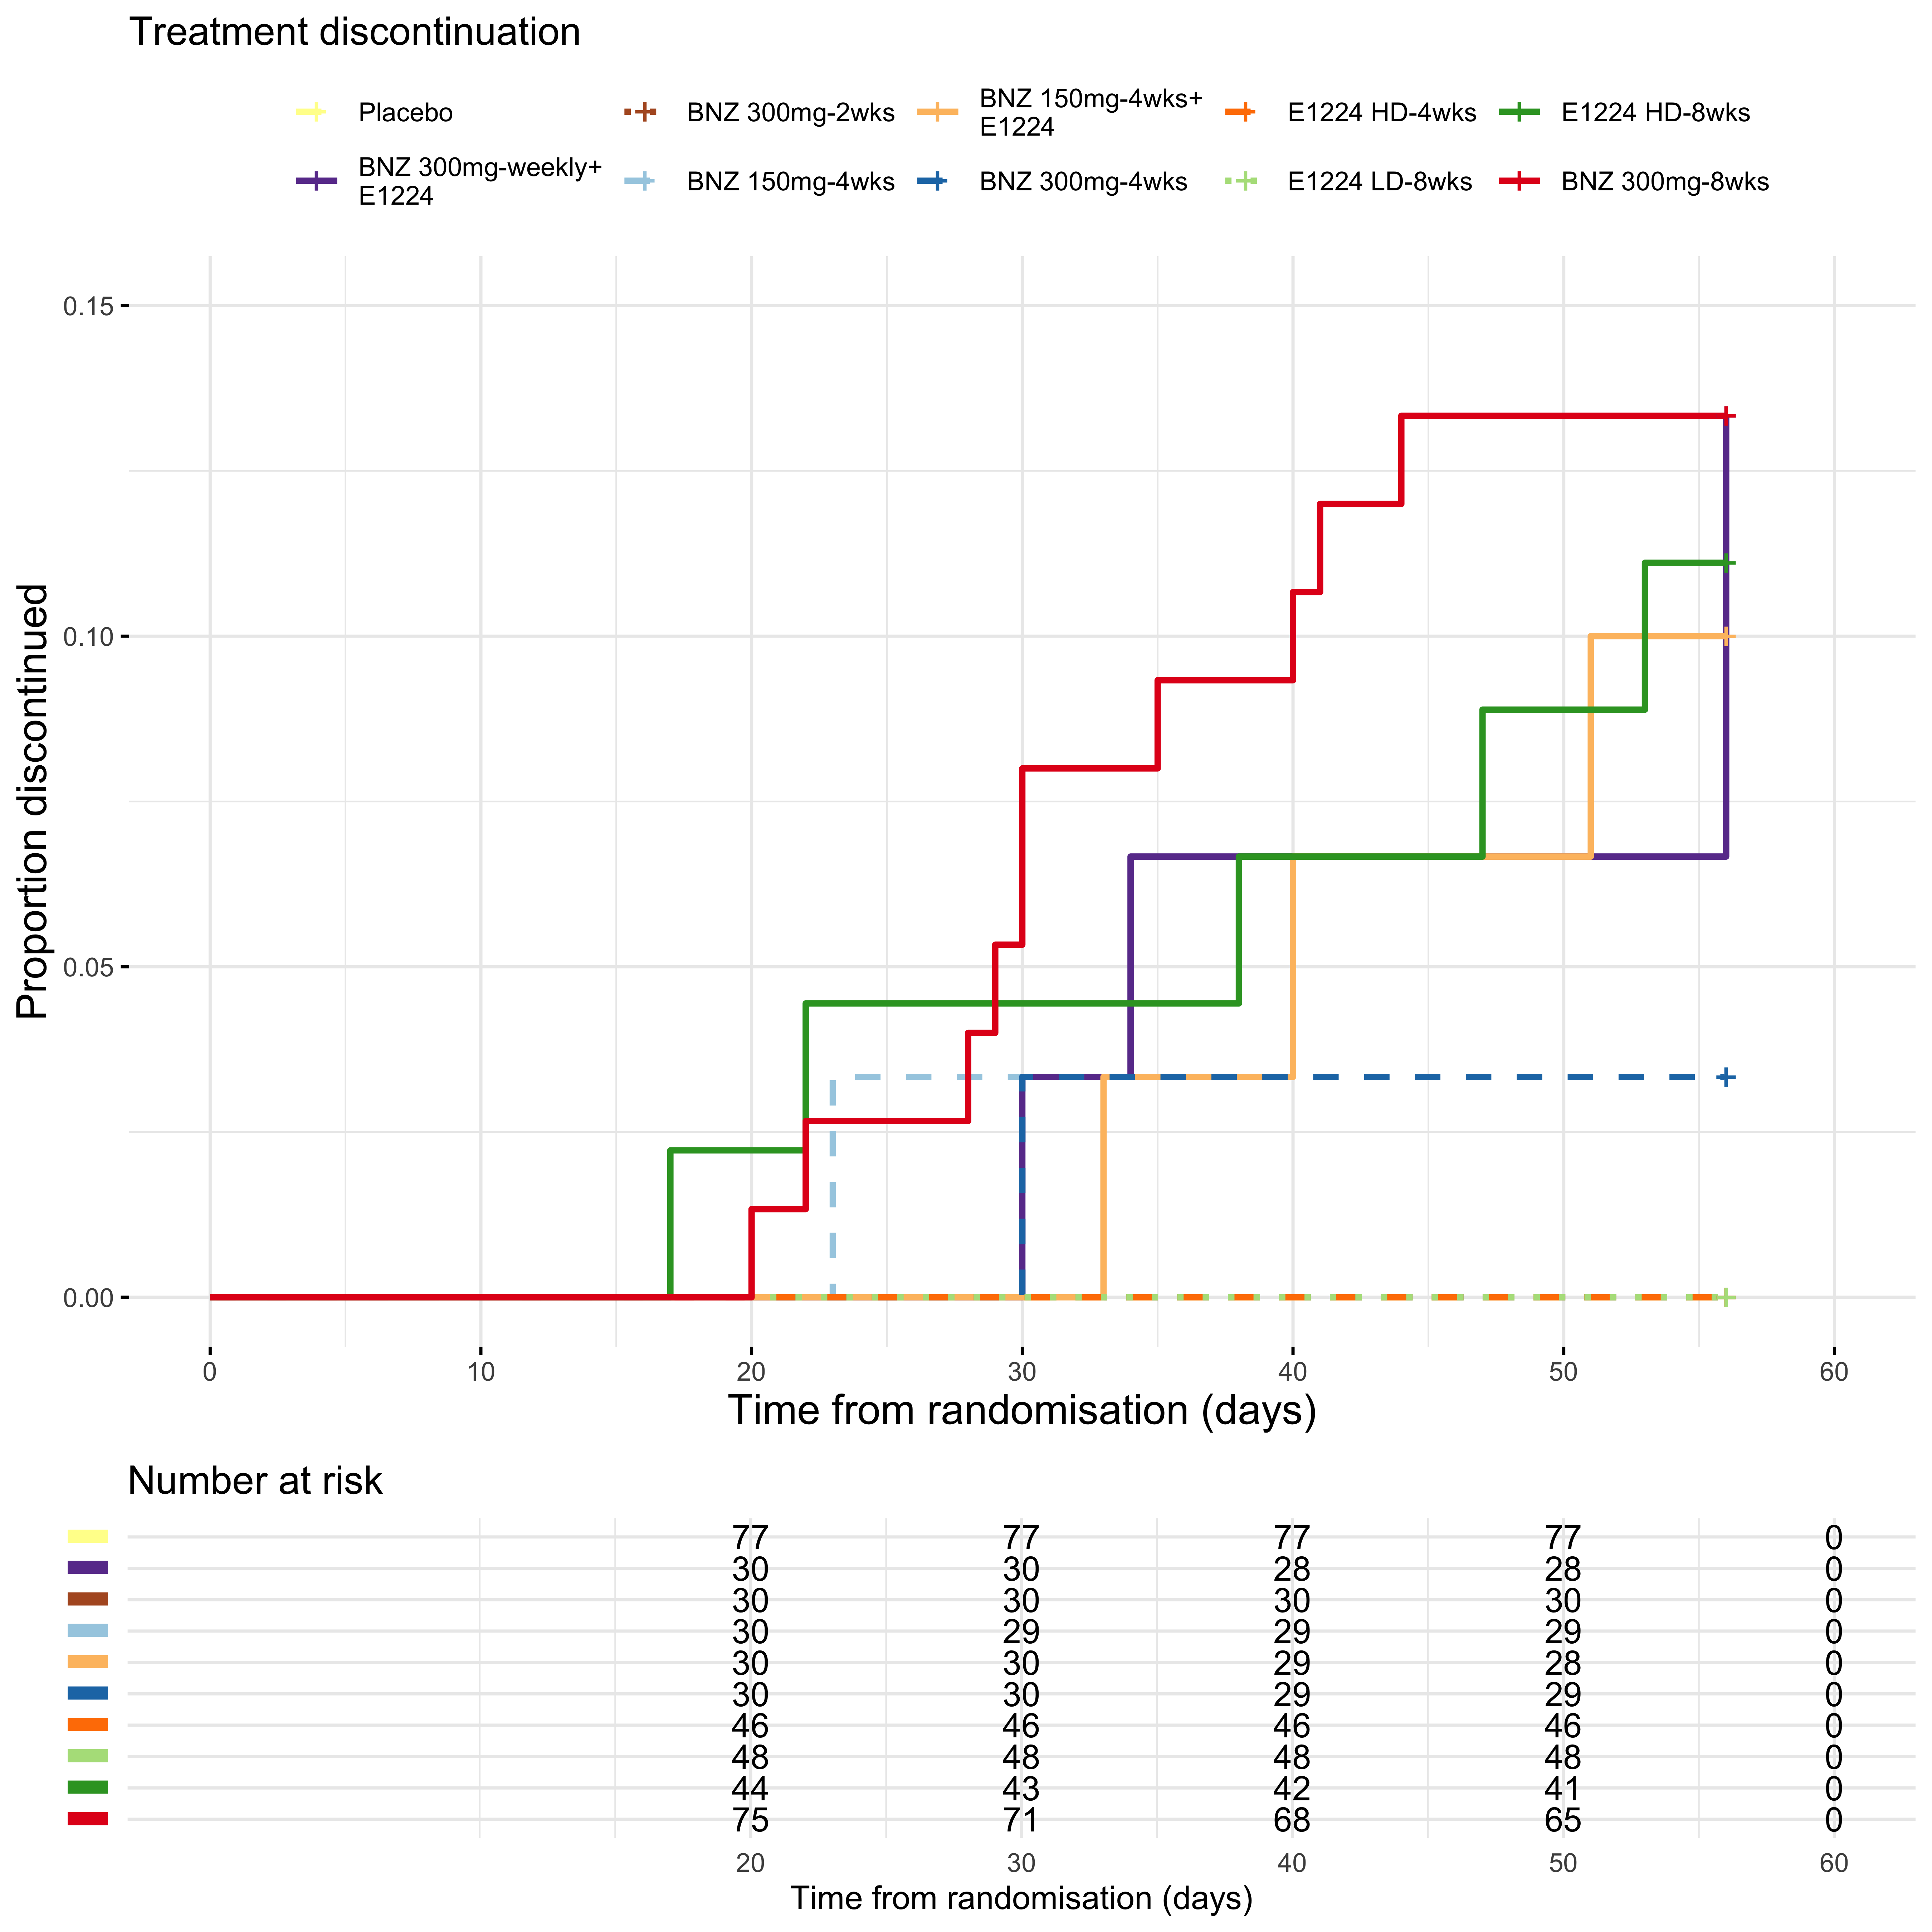 Treatment discontinuation
Placebo
BNZ 300mg-2wks
BNZ 150mg-4wks+
E1224
E1224 HD-4wks
E1224 HD-8wks
BNZ 300mg-weekly+
E1224
BNZ 150mg-4wks
BNZ 300mg-4wks
E1224 LD-8wks
BNZ 300mg-8wks
Proportion discontinued
0.15
0.10
0.05
0.00
0 10 20 30 40 50 60
Time from randomisation (days)
Number at risk
77 77 77 77 0
30 30 28 28 0
30 30 30 30 0
30 29 29 29 0
30 30 29 28 0
30 30 29 29 0
46 46 46 46 0
48 48 48 48 0
44 43 42 41 0
75 71 68 65 0
20 30 40 50 60
Time from randomisation (days)